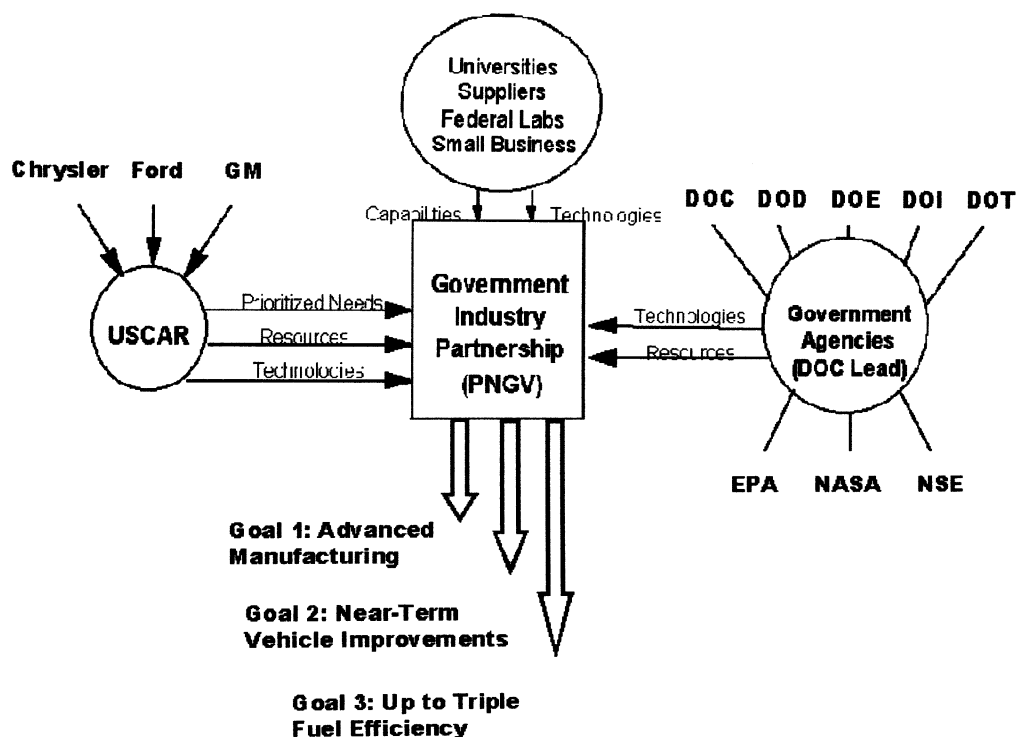 Universities
Suppliers
Federal Labs
Small Business
Chrysler Ford GM
DOC DOD DOE DOI DOT
Capabilities Technologies
USCAR
Prioritized Needs
Resources
Technologies
Government
Industry
Partnership
(PNGV)
Technologies
Resources
Government
Agencies
(DOC Lead)
EPA NASA NSE
Goal 1: Advanced
Manufacturing
Goal 2: Near-Term
Vehicle Improvements
Goal 3: Up to Triple
Fuel Efficiency